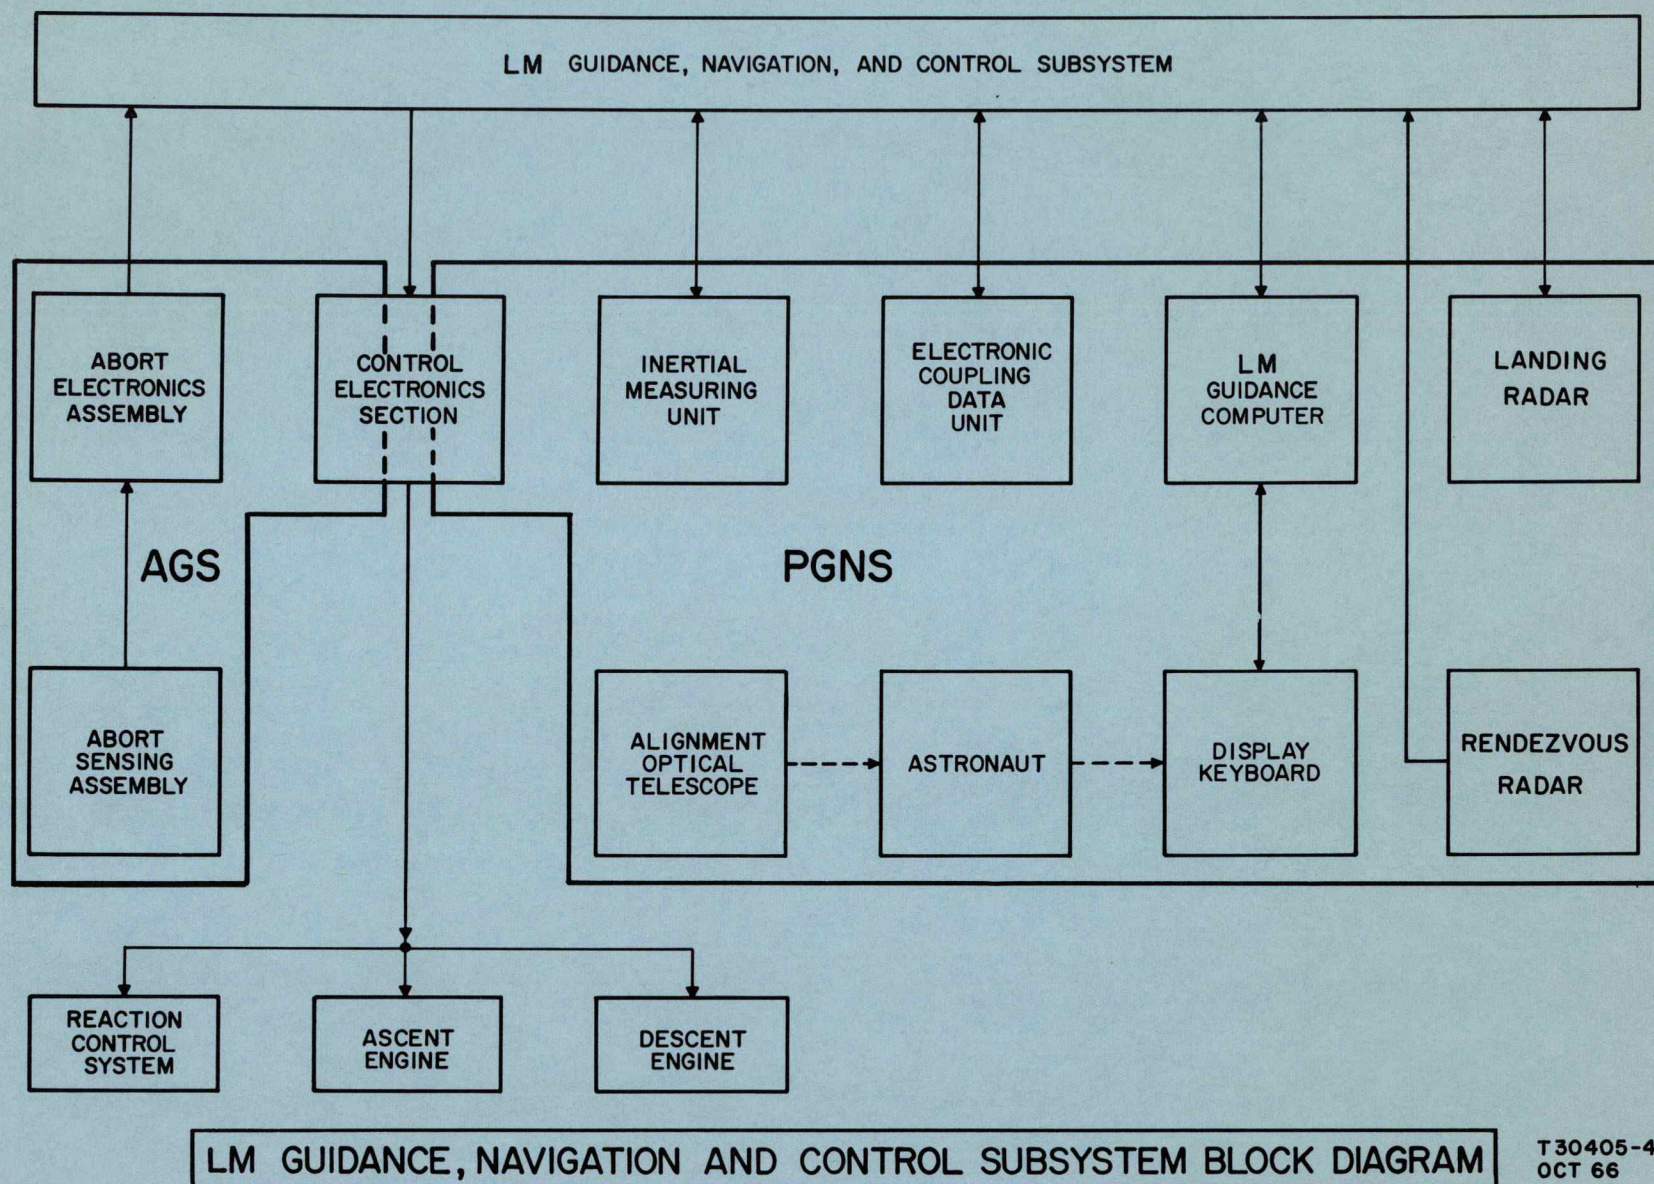 LM GUIDANCE, NAVIGATION, AND CONTROL SUBSYSTEM
ABORT
ELECTRONICS
ASSEMBLY
CONTROL
ELECTRONICS
SECTION
INERTIAL
MEASURING
UNIT
ELECTRONIC
COUPLING
DATA
UNIT
LM
GUIDANCE
COMPUTER
LANDING
RADAR
AGS
PGNS
ABORT
SENSING
ASSEMBLY
ALIGNMENT
OPTICAL
TELESCOPE
ASTRONAUT
DISPLAY
KEYBOARD
RENDEZVOUS
RADAR
REACTION
CONTROL
SYSTEM
ASCENT
ENGINE
DESCENT
ENGINE
LM GUIDANCE, NAVIGATION AND CONTROL SUBSYSTEM BLOCK DIAGRAM
T30405-4
OCT 66